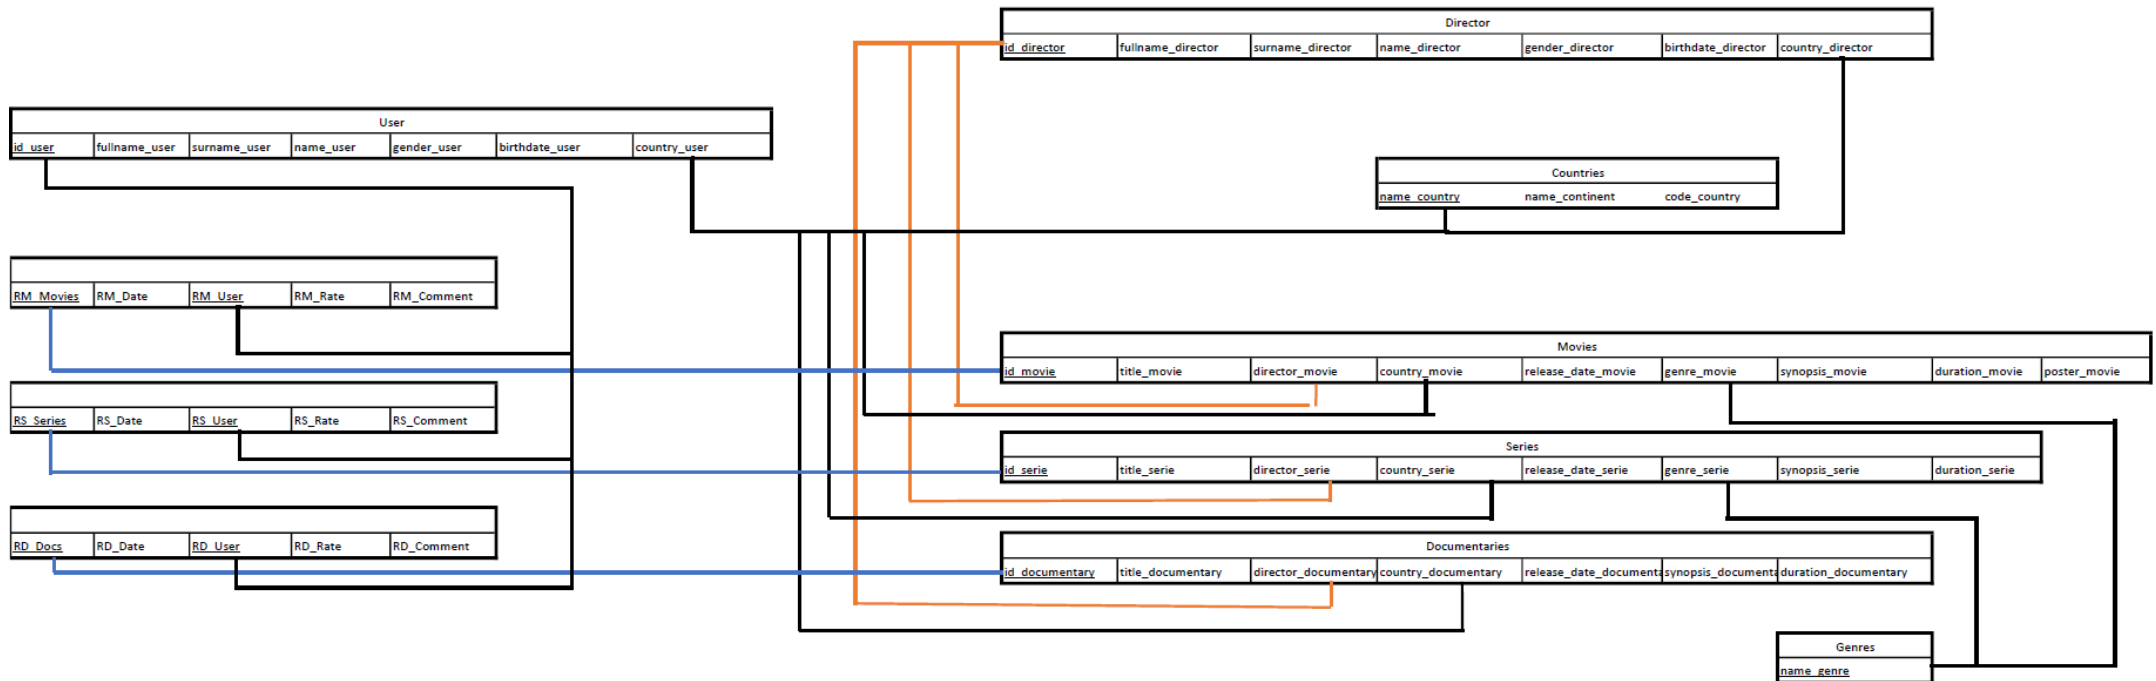 Director
id_director fullname_director surname_director name_director gender_director birthdate_director country_director
User
id_user fullname_user surname_user name_user gender_user birthdate_user country_user
Countries
name_country name_continent code_country
RM_Movies RM_Date RM_User RM_Rate RM_Comment
Movies
id_movie title_movie director_movie country_movie release_date_movie genre_movie synopsis_movie duration_movie poster_movie
RS_Series RS_Date RS_User RS_Rate RS_Comment
Series
id_serie title_serie director_serie country_serie release_date_serie genre_serie synopsis_serie duration_serie
RD_Docs RD_Date RD_User RD_Rate RD_Comment
Documentaries
id_documentary title_documentary director_documentary country_documentary release_date_documenta synopsis_documenta duration_documentary
Genres
name_genre